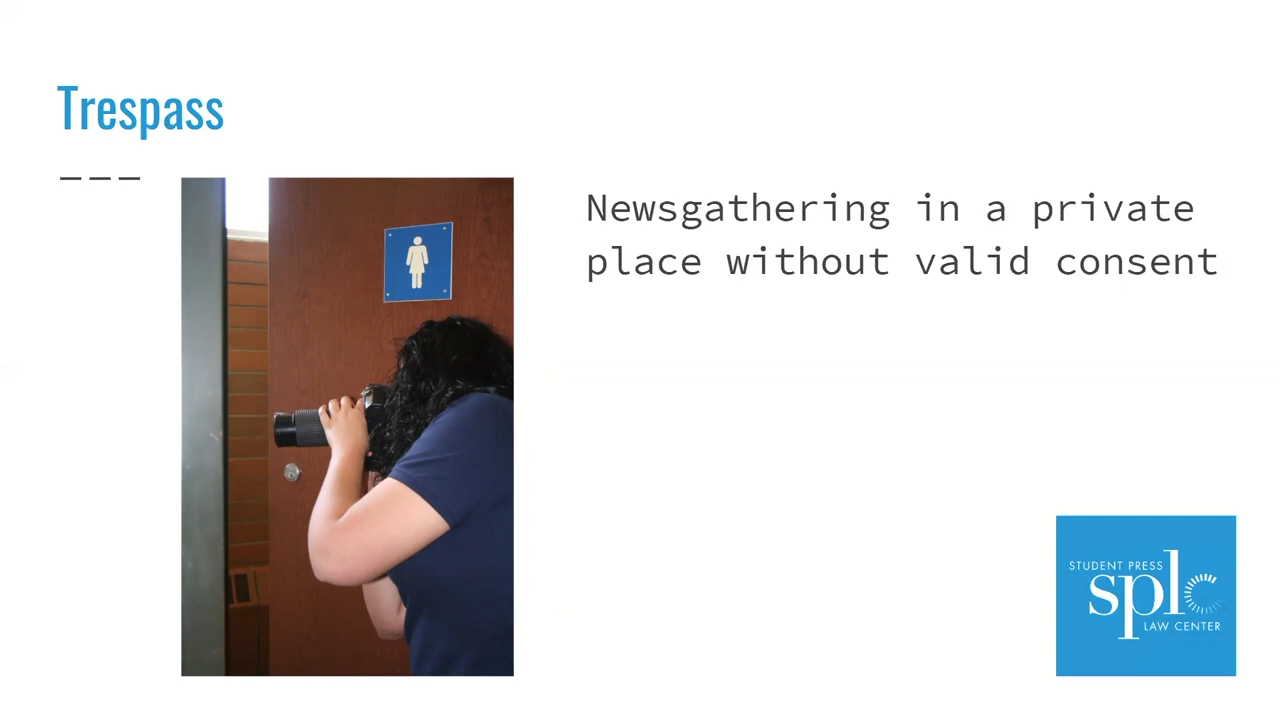 Trespass
Newsgathering in a private
place without valid consent
STUDENT PRESS
splc
LAW CENTER